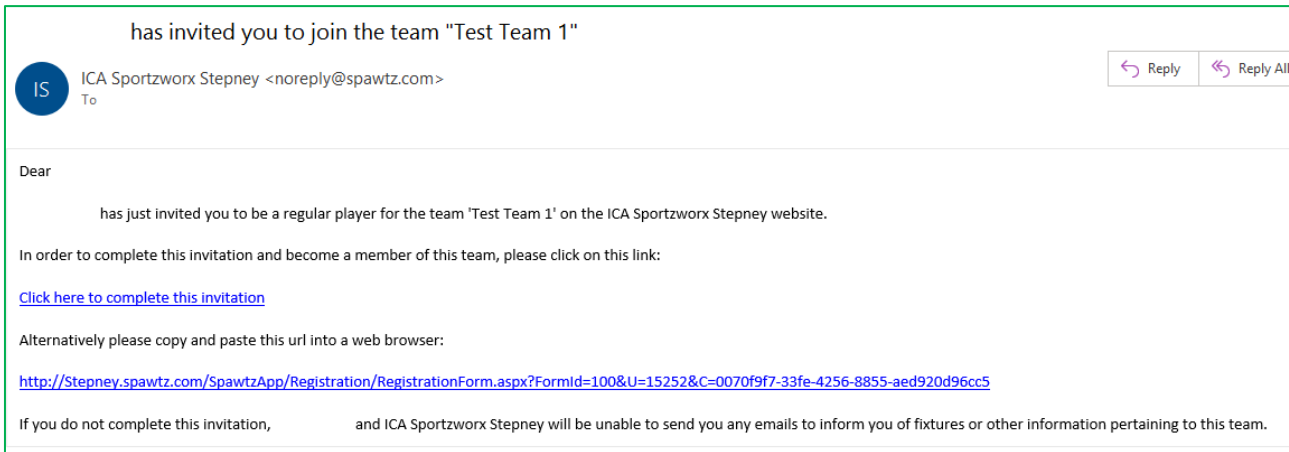 has invited you to join the team "Test Team 1"
IS
ICA Sportzworx Stepney <noreply@spawtz.com>
To
Reply
Reply All
Dear
has just invited you to be a regular player for the team 'Test Team 1' on the ICA Sportzworx Stepney website.
In order to complete this invitation and become a member of this team, please click on this link:
Click here to complete this invitation
Alternatively please copy and paste this url into a web browser:
http://Stepney.spawtz.com/SpawtzApp/Registration/RegistrationForm.aspx?FormId=100&U=15252&C=0070f9f7-33fe-4256-8855-aed920d96cc5
If you do not complete this invitation, and ICA Sportzworx Stepney will be unable to send you any emails to inform you of fixtures or other information pertaining to this team.